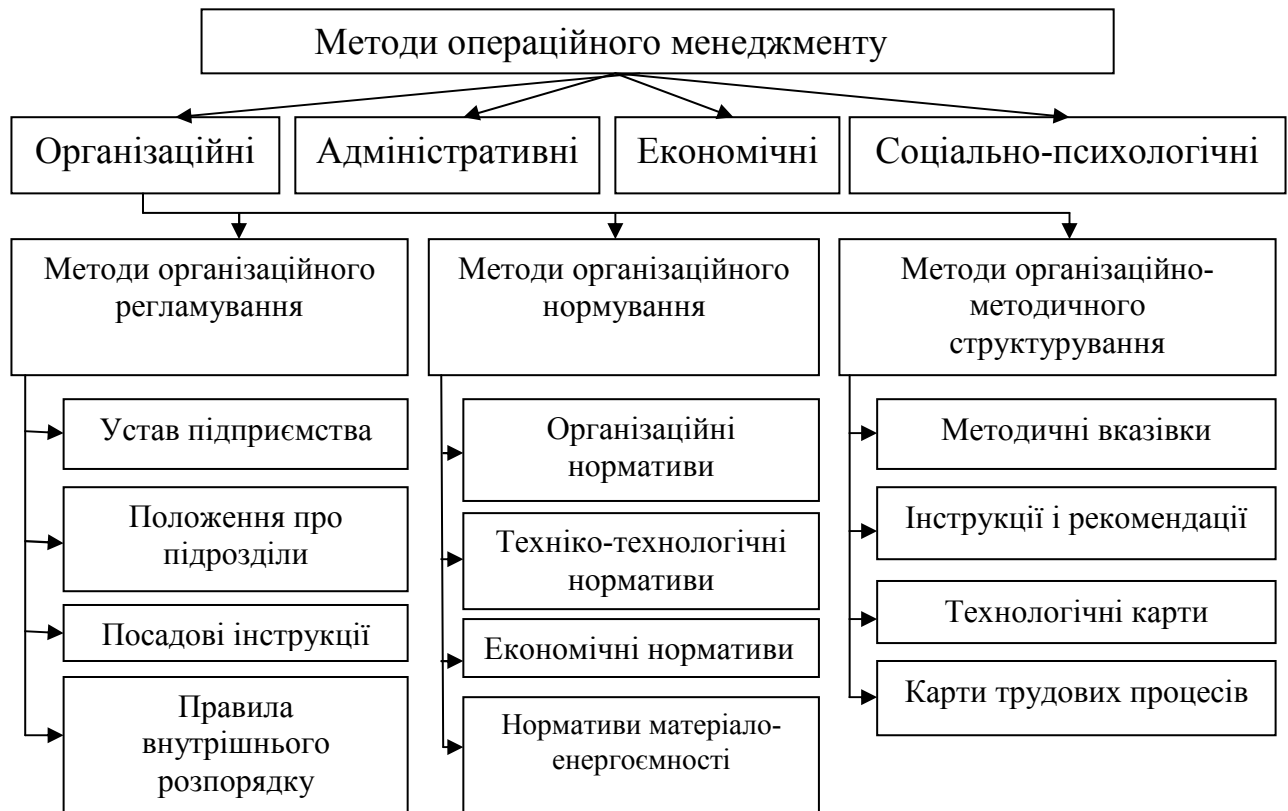 Методи операційного менеджменту
Організаційні
Адміністративні
Економічні
Соціально-психологічні
Методи організаційного
регламування
Методи організаційного
нормування
Методи організаційно-
методичного
структурування
Устав підприємства
Положення про
підрозділи
Посадові інструкції
Правила
внутрішнього
розпорядку
Організаційні
нормативи
Техніко-технологічні
нормативи
Економічні нормативи
Нормативи матеріало-
енергоємності
Методичні вказівки
Інструкції і рекомендації
Технологічні карти
Карти трудових процесів